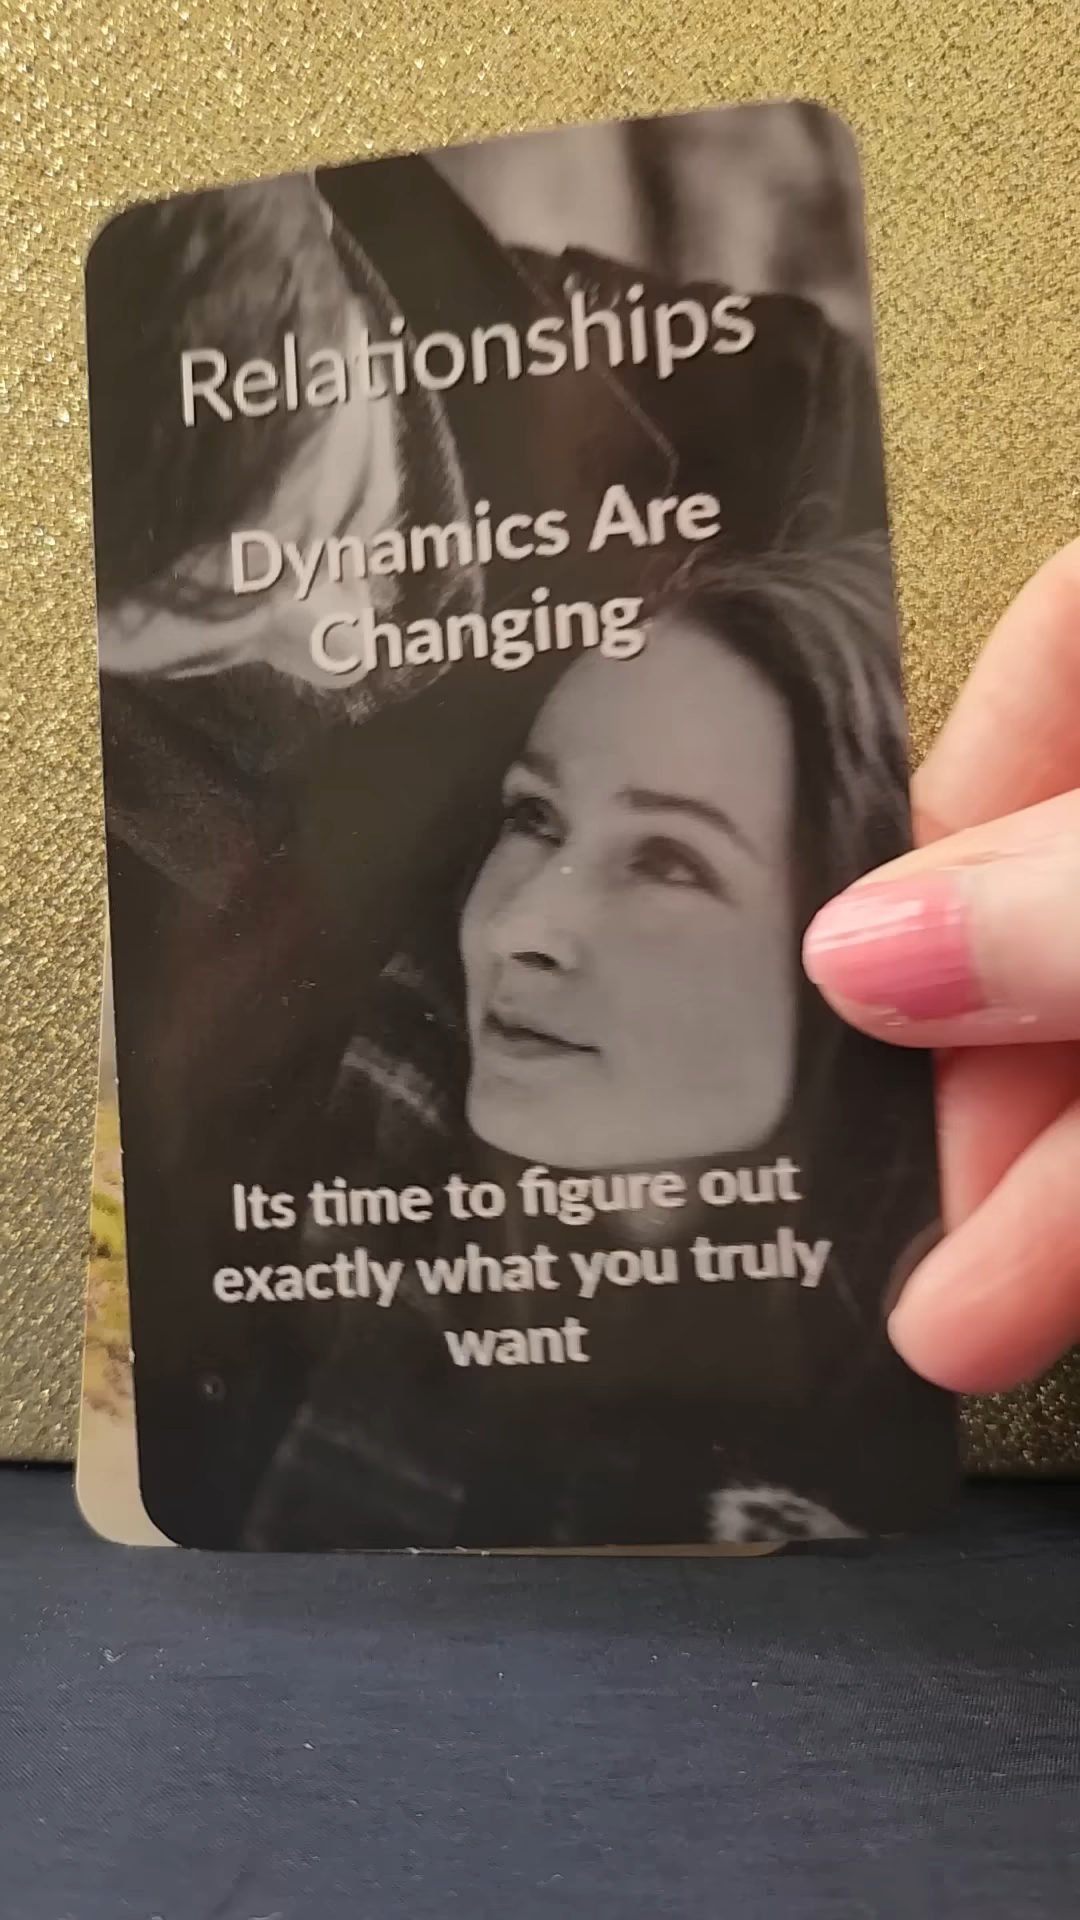 Relationships
Dynamics Are
Changing
Its time to figure out
exactly what you truly
want